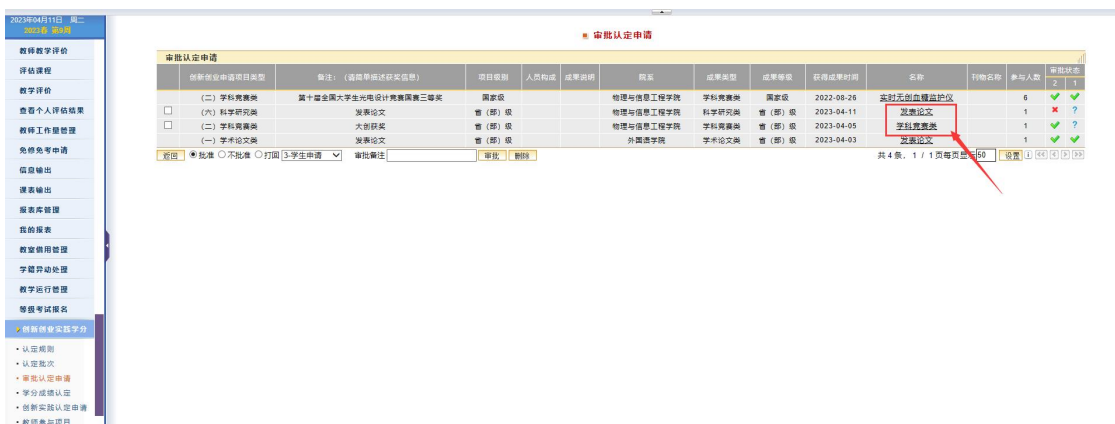 2023年04月11日 周二
2023春 第9周
教师教学评价
评估课程
教学评价
查看个人评估结果
教师工作量管理
免修免考申请
信息输出
课表输出
报表库管理
我的报表
教室借用管理
学籍异动处理
教学运行管理
等级考试报名
创新创业实践学分
• 认定规则
• 认定批次
• 审批认定申请
• 学分成绩认定
• 创新实践认定申请
• 教师参与项目
审批认定申请
审批认定申请
创新创业申请项目类型 备注：（请简单描述获奖信息） 项目级别 人员构成 成果说明 院系 成果类型 成果等级 获得成果时间 名称 刊物名称 参与人数 审批状态
2 1
（二）学科竞赛类 第十届全国大学生光电设计竞赛国赛三等奖 国家级 物理与信息工程学院 学科竞赛类 国家级 2022-08-26 实时无创血糖监护仪 6
（六）科学研究类 发表论文 省（部）级 物理与信息工程学院 科学研究类 省（部）级 2023-04-11 发表论文 1 ?
（二）学科竞赛类 大创获奖 省（部）级 物理与信息工程学院 学科竞赛类 省（部）级 2023-04-05 学科竞赛类 1 ?
（一）学术论文类 发表论文 省（部）级 外国语学院 学术论文类 省（部）级 2023-04-03 发表论文 1
返回 批准 不批准 打回 3-学生申请 审批备注 审批 删除 共4条, 1 / 1页每页显示50 设置